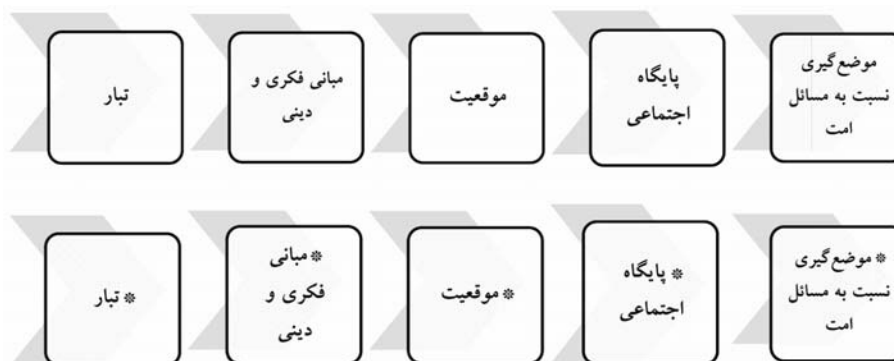 موضع‌گیری
نسبت به مسائل
امت
پایگاه
اجتماعی
موقعیت
مبانی فکری و
دینی
تبار
* موضع‌گیری
نسبت به مسائل
امت
* پایگاه
اجتماعی
* موقعیت
* مبانی
فکری و
دینی
* تبار